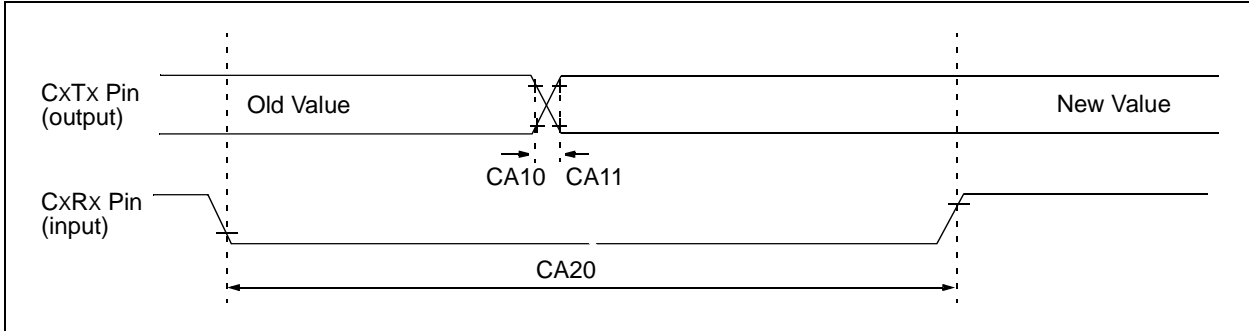 CxTx Pin
(output)
Old Value
New Value
CA10 CA11
CxRx Pin
(input)
CA20